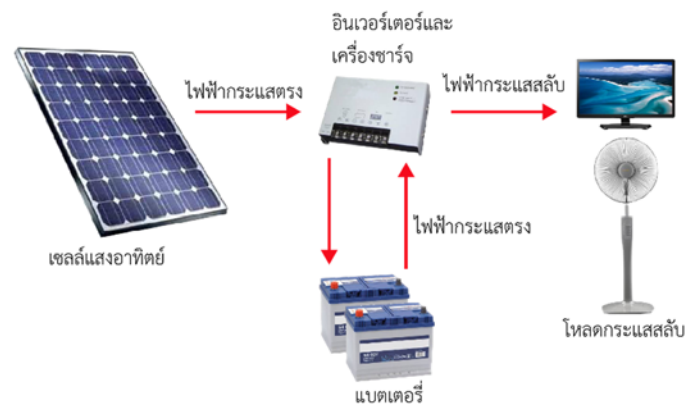 อินเวอร์เตอร์และ
เครื่องชาร์จ
ไฟฟ้ากระแสตรง
ไฟฟ้ากระแสสลับ
เซลล์แสงอาทิตย์
ไฟฟ้ากระแสตรง
โหลดกระแสสลับ
แบตเตอรี่